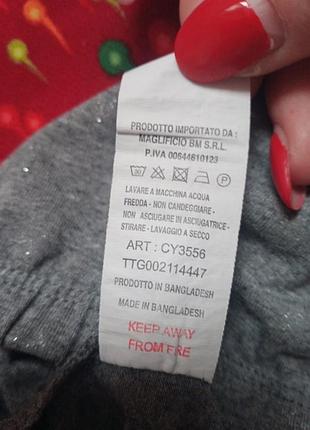 PRODOTTO IMPORTATO DA :
MAGLIFICIO BM S.R.L.
P.IVA 00644610123
P
LAVARE A MACCHINA ACQUA
FREDDA - NON CANDEGGIARE -
NON ASCIUGARE IN ASCIUGATRICE -
STIRARE - LAVAGGIO A SECCO
ART : CY3556
TTG002114447
PRODOTTO IN BANGLADESH
MADE IN BANGLADESH
KEEP AWAY
FROM FRE